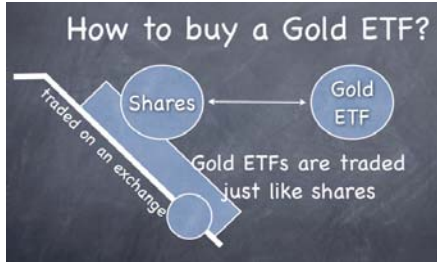 How to buy a Gold ETF?
Shares
Gold
ETF
traded on an exchange
Gold ETFs are traded
just like shares